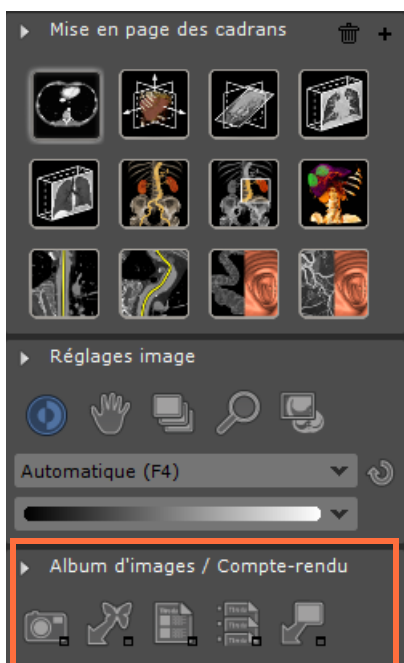 Mise en page des cadrans
Réglages image
Automatique (F4)
Album d'images / Compte-rendu